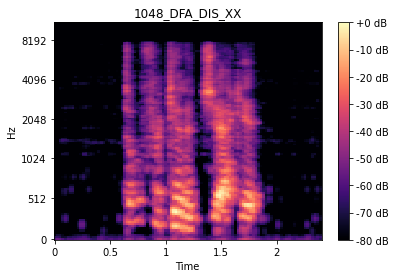 1048_DFA_DIS_XX
+0 dB
8192
-10 dB
4096
-20 dB
-30 dB
2048
Hz
-40 dB
1024
-50 dB
512
-60 dB
-70 dB
0
-80 dB
0 0.5 1 1.5 2
Time